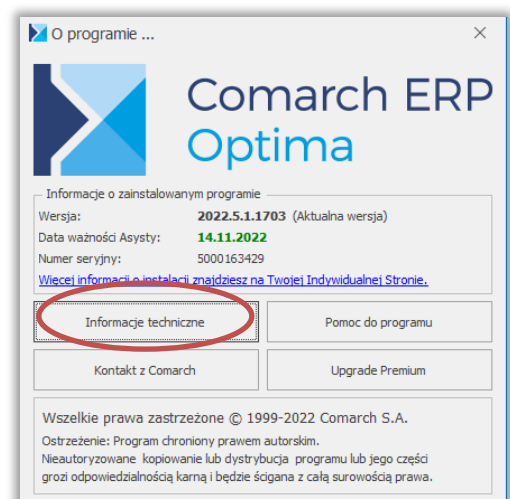 O programie ...
Comarch ERP
Optima
Informacje o zainstalowanym programie
Wersja: 2022.5.1.1703 (Aktualna wersja)
Data ważności Asysty: 14.11.2022
Numer seryjny: 5000163429
Więcej informacji o instalacji znajdziesz na Twojej Indywidualnej Stronie.
Informacje techniczne Pomoc do programu
Kontakt z Comarch Upgrade Premium
Wszelkie prawa zastrzeżone © 1999-2022 Comarch S.A.
Ostrzeżenie: Program chroniony prawem
autorskim.
Nieautoryzowane kopiowanie lub dystrybucja programu lub jego części
grozi odpowiedzialnością karną i będzie ścigana z całą surowością prawa.